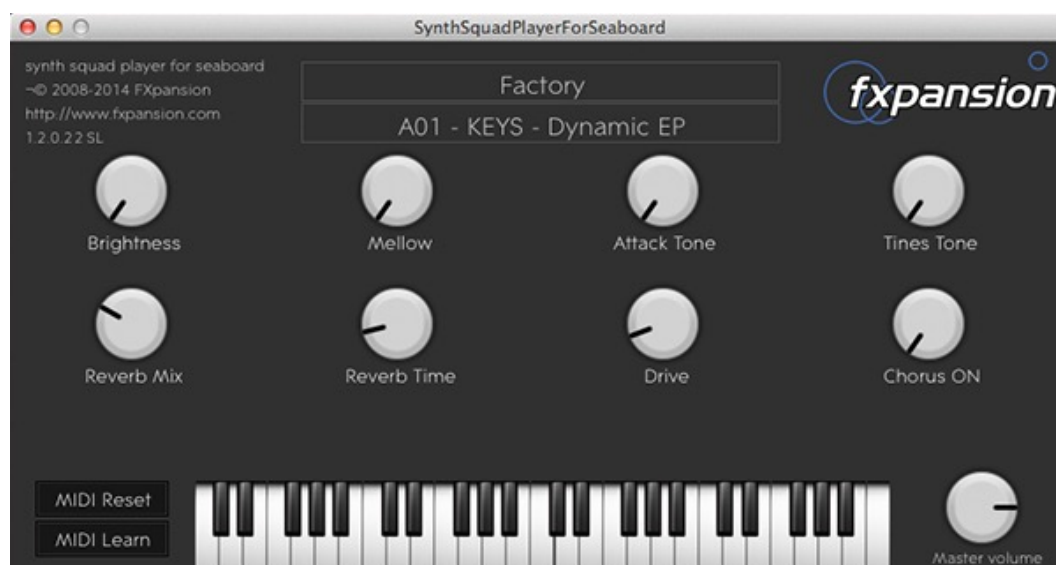 SynthSquadPlayerForSeaboard
synth squad player for seaboard
¬© 2008-2014 FXpansion
http://www.fxpansion.com
1.2.0.22 SL
Factory
A01 - KEYS - Dynamic EP
fxpansion
Brightness
Mellow
Attack Tone
Tines Tone
Reverb Mix
Reverb Time
Drive
Chorus ON
MIDI Reset
MIDI Learn
Master volume